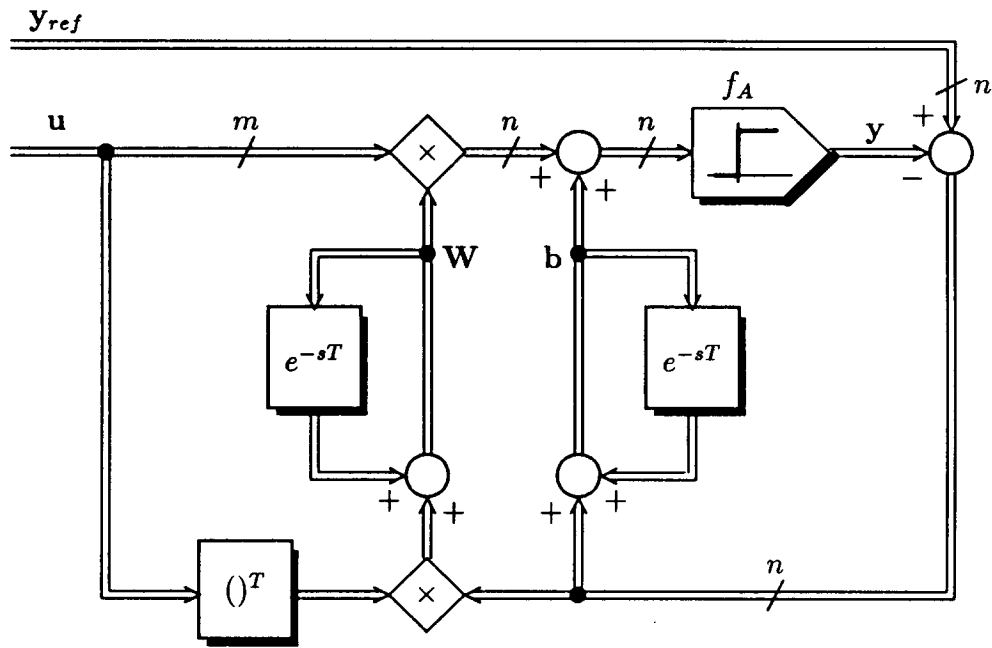 y_ref
n
f_A
u
m
×
n
+
+
n
y
+
−
W
b
e^{-sT}
e^{-sT}
+
+
+
+
()^T
×
n